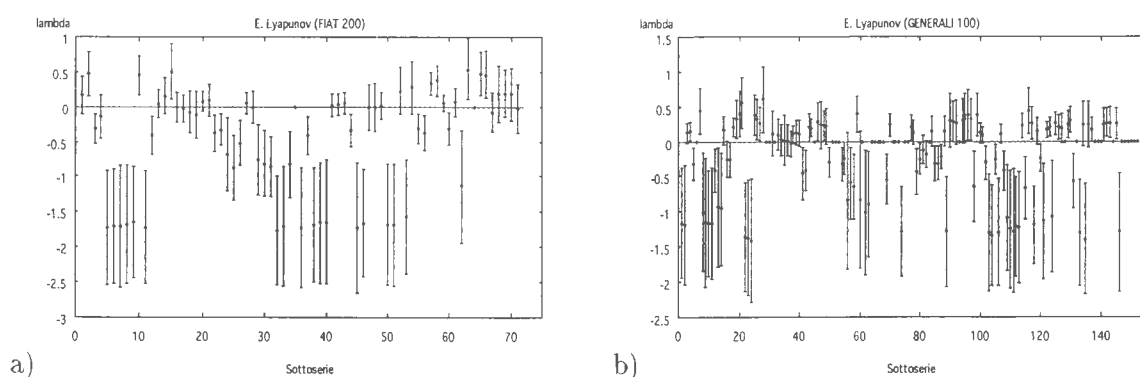 lambda
E. Lyapunov (FIAT 200)
1
0.5
0
-0.5
-1
-1.5
-2
-2.5
-3
0 10 20 30 40 50 60 70
Sottoserie
a)
lambda
E. Lyapunov (GENERALI 100)
1.5
1
0.5
0
-0.5
-1
-1.5
-2
-2.5
0 20 40 60 80 100 120 140
Sottoserie
b)